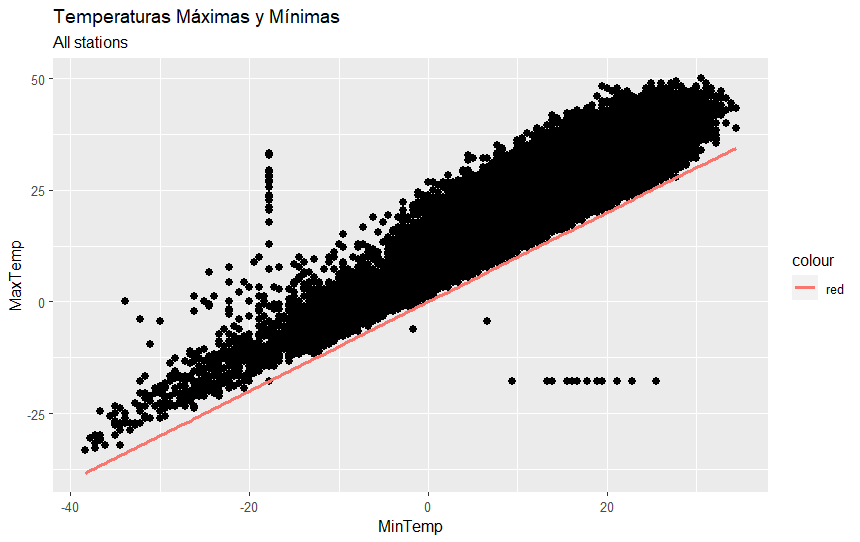 Temperaturas Máximas y Mínimas
All stations
50
25
0
-25
MaxTemp
-40
-20
0
20
MinTemp
colour
red